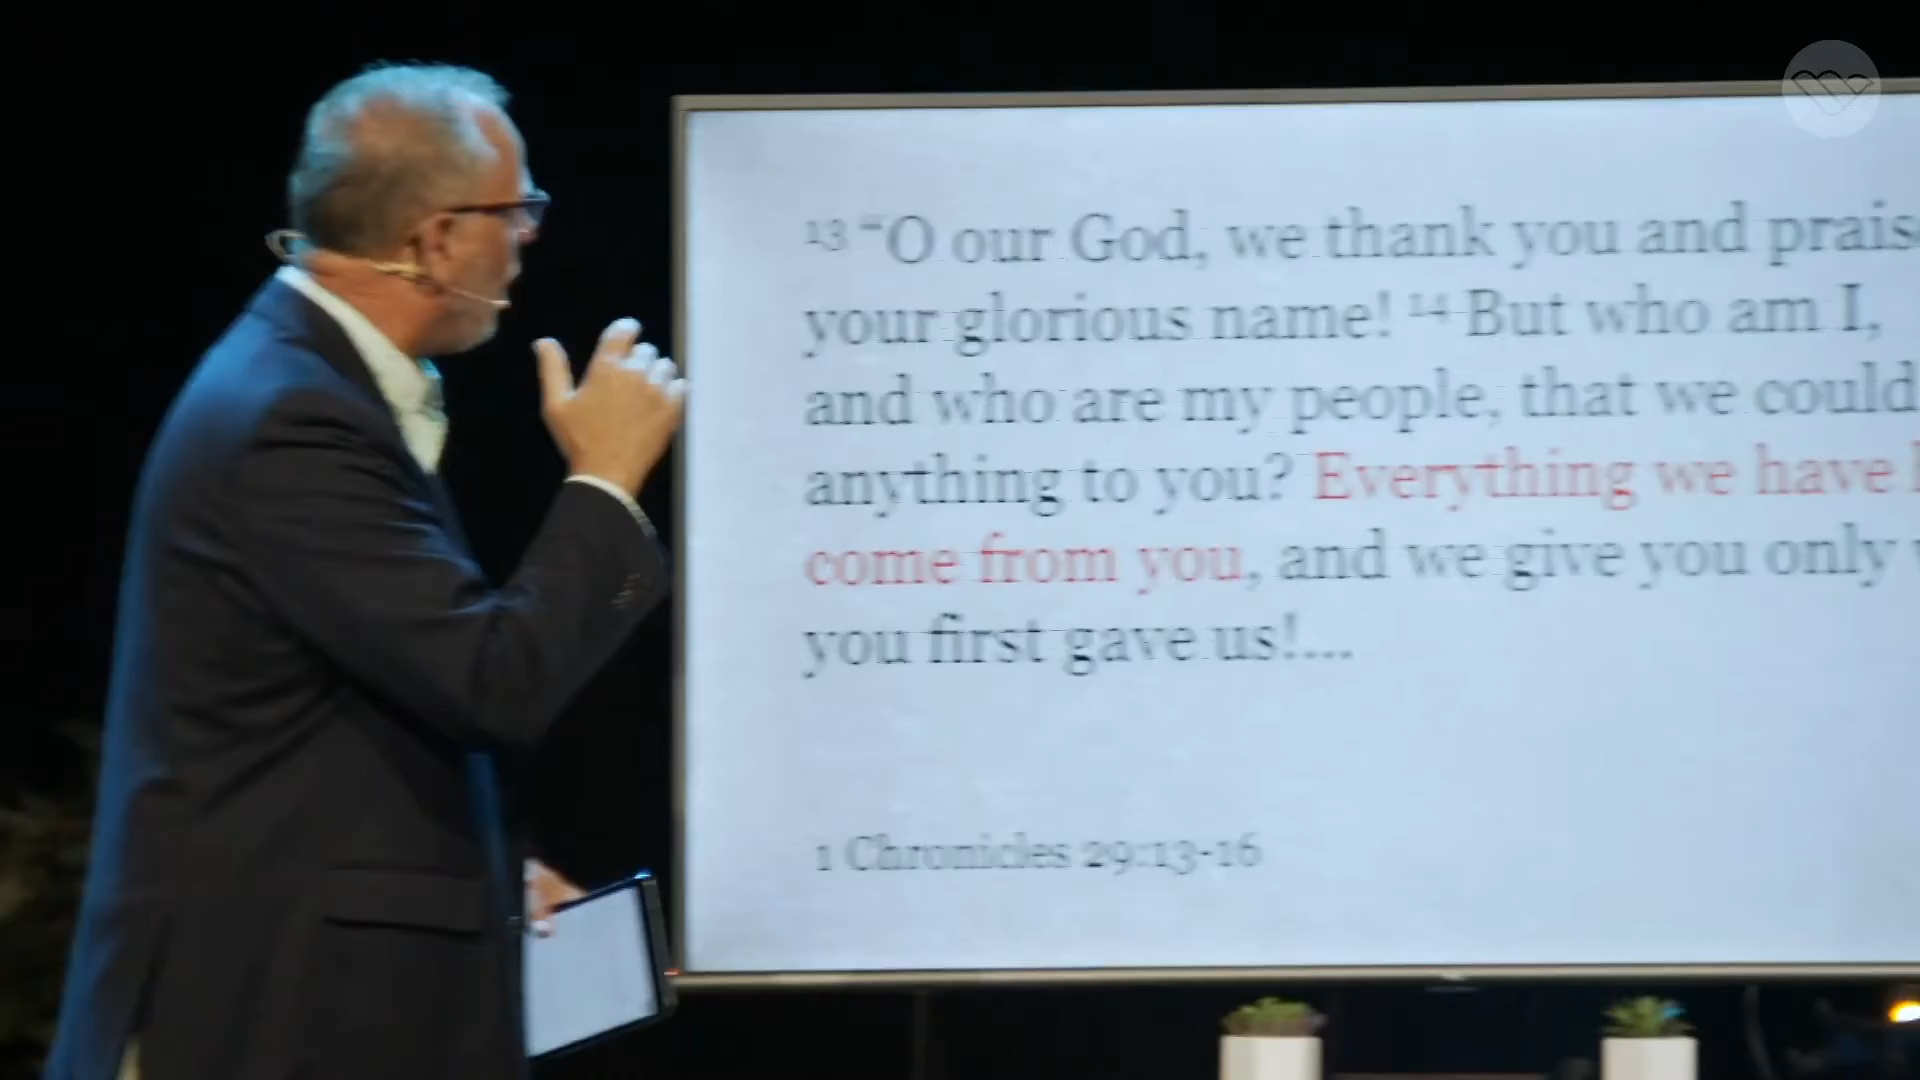 13 “O our God, we thank you and prais
your glorious name! 14 But who am I,
and who are my people, that we could
anything to you? Everything we have
come from you, and we give you only
you first gave us!...
1 Chronicles 29:13-16